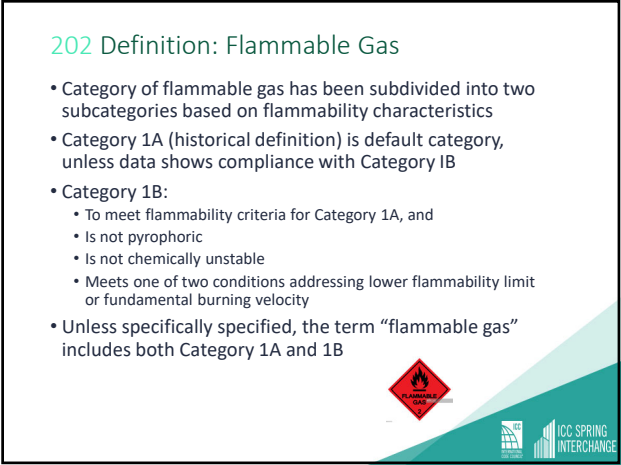 202 Definition: Flammable Gas
• Category of flammable gas has been subdivided into two
subcategories based on flammability characteristics
• Category 1A (historical definition) is default category,
unless data shows compliance with Category IB
• Category 1B:
• To meet flammability criteria for Category 1A, and
• Is not pyrophoric
• Is not chemically unstable
• Meets one of two conditions addressing lower flammability limit
or fundamental burning velocity
• Unless specifically specified, the term “flammable gas”
includes both Category 1A and 1B
FLAMMABLE
GAS
2
ICC
INTERNATIONAL
CODE COUNCIL
ICC SPRING
INTERCHANGE